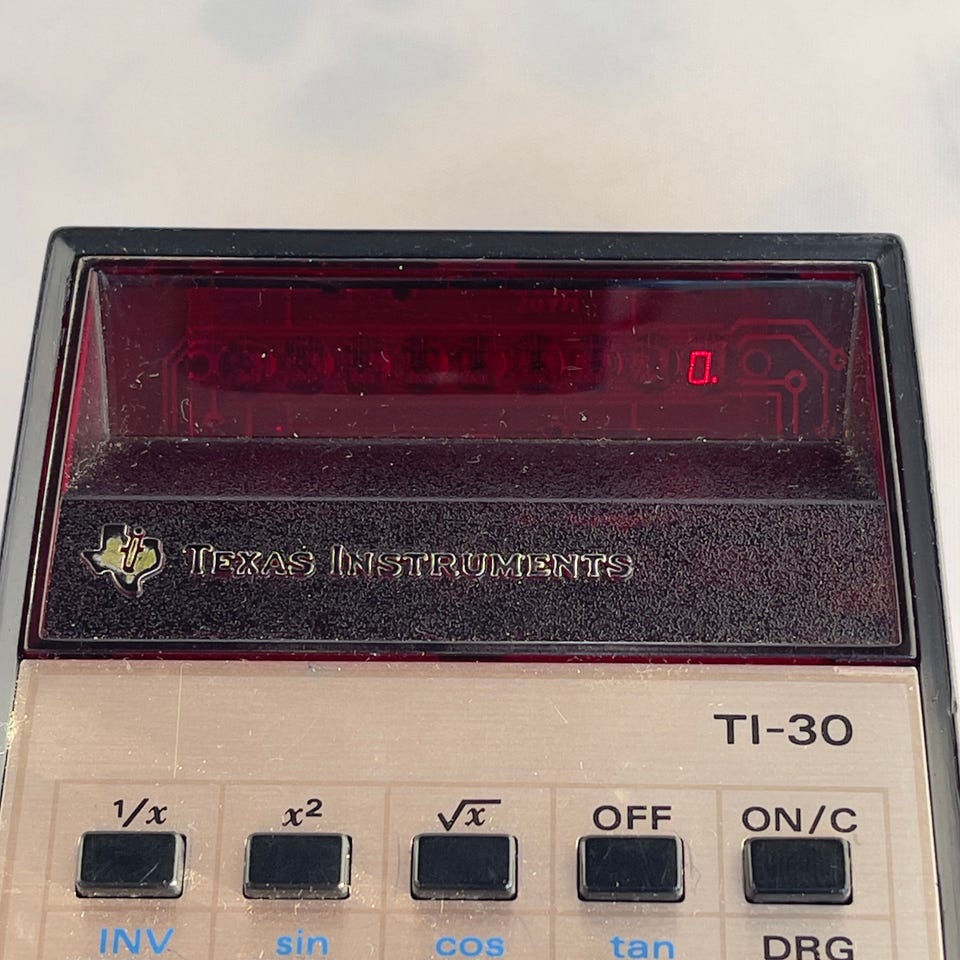 0.
TEXAS INSTRUMENTS
TI-30
1/x x² √x OFF ON/C
INV sin cos tan DRG